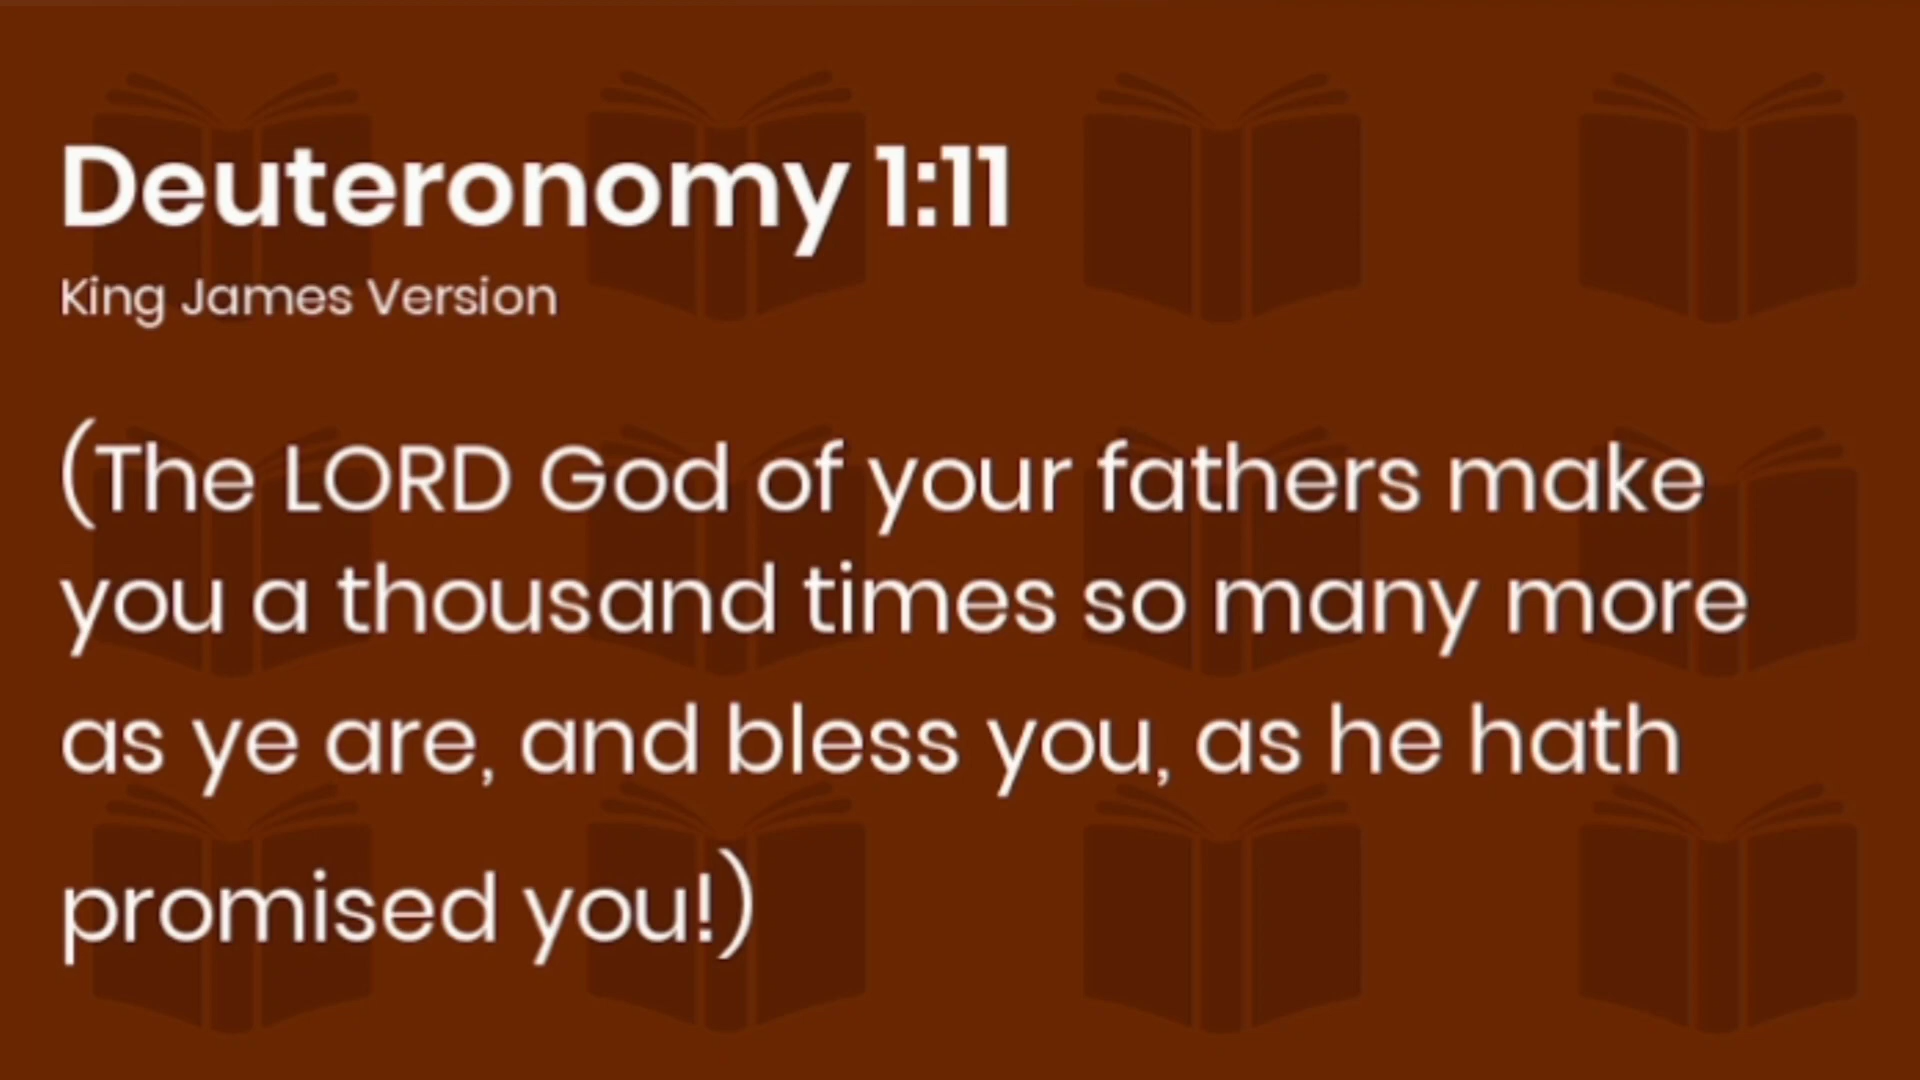 Deuteronomy 1:11
King James Version
(The LORD God of your fathers make
you a thousand times so many more
as ye are, and bless you, as he hath
promised you!)